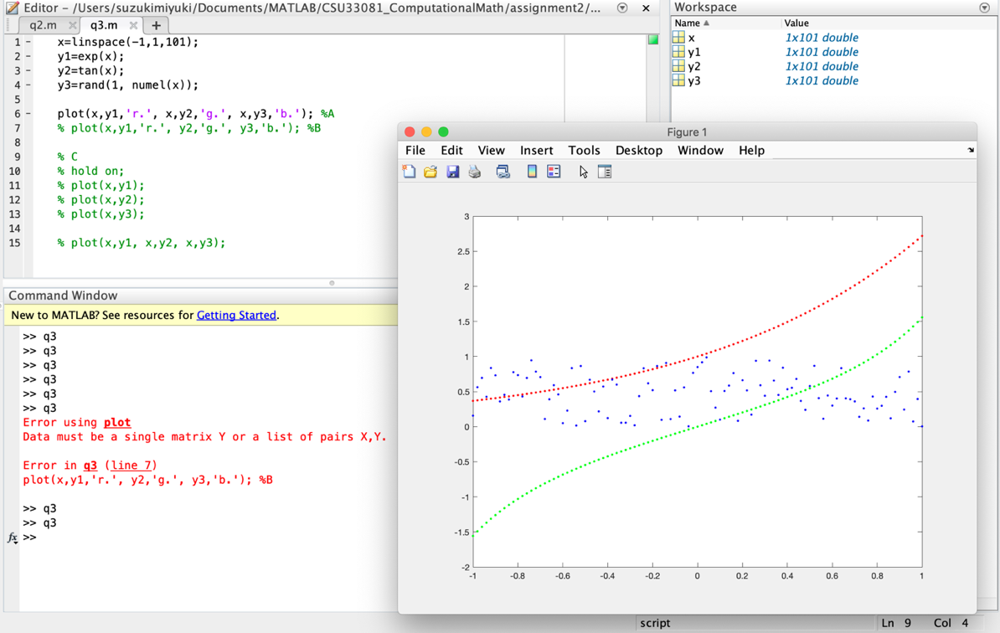 Editor – /Users/suzukimiyuki/Documents/MATLAB/CSU33081_ComputationalMath/assignment2/...
q2.m q3.m +
1 – x=linspace(-1,1,101);
2 – y1=exp(x);
3 – y2=tan(x);
4 – y3=rand(1, numel(x));
5
6 – plot(x,y1,'r.', x,y2,'g.', x,y3,'b.'); %A
7 % plot(x,y1,'r.', y2,'g.', y3,'b.'); %B
8
9 % C
10 % hold on;
11 % plot(x,y1);
12 % plot(x,y2);
13 % plot(x,y3);
14
15 % plot(x,y1, x,y2, x,y3);
Command Window
New to MATLAB? See resources for Getting Started.
>> q3
>> q3
>> q3
>> q3
>> q3
>> q3
Error using plot
Data must be a single matrix Y or a list of pairs X,Y.
Error in q3 (line 7)
plot(x,y1,'r.', y2,'g.', y3,'b.'); %B
>> q3
>> q3
fx >>
Workspace
Name Value
x 1x101 double
y1 1x101 double
y2 1x101 double
y3 1x101 double
Figure 1
File Edit View Insert Tools Desktop Window Help
3
2.5
2
1.5
1
0.5
0
-0.5
-1
-1.5
-2
-1 -0.8 -0.6 -0.4 -0.2 0 0.2 0.4 0.6 0.8 1
script Ln 9 Col 4